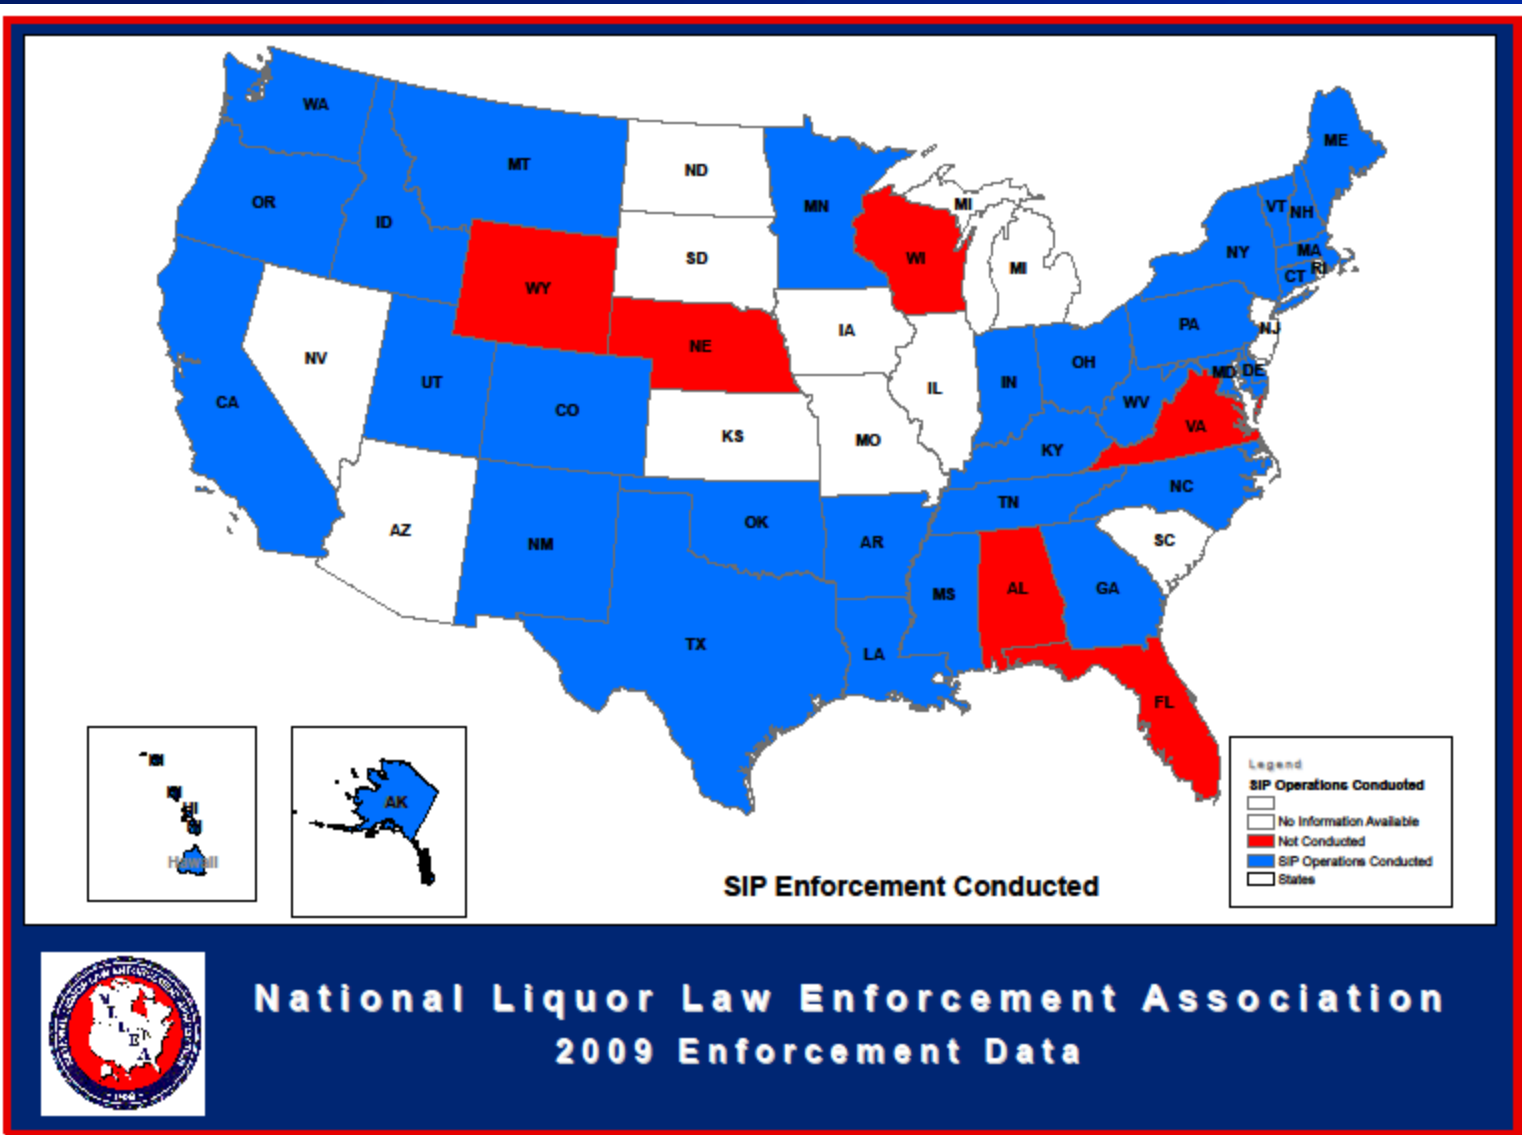 WA
MT
ND
MN
ME
OR
ID
SD
WI
MI
MI
VT
NH
MA
RI
CT
NY
WY
NE
IA
PA
NJ
NV
UT
CO
IL
IN
OH
MD
DE
WV
CA
KS
MO
KY
VA
AZ
NM
OK
AR
TN
NC
SC
MS
AL
GA
TX
LA
FL
HI
Hawaii
AK
Legend
SIP Operations Conducted
No Information Available
Not Conducted
SIP Operations Conducted
States
SIP Enforcement Conducted
National Liquor Law Enforcement Association
2009 Enforcement Data